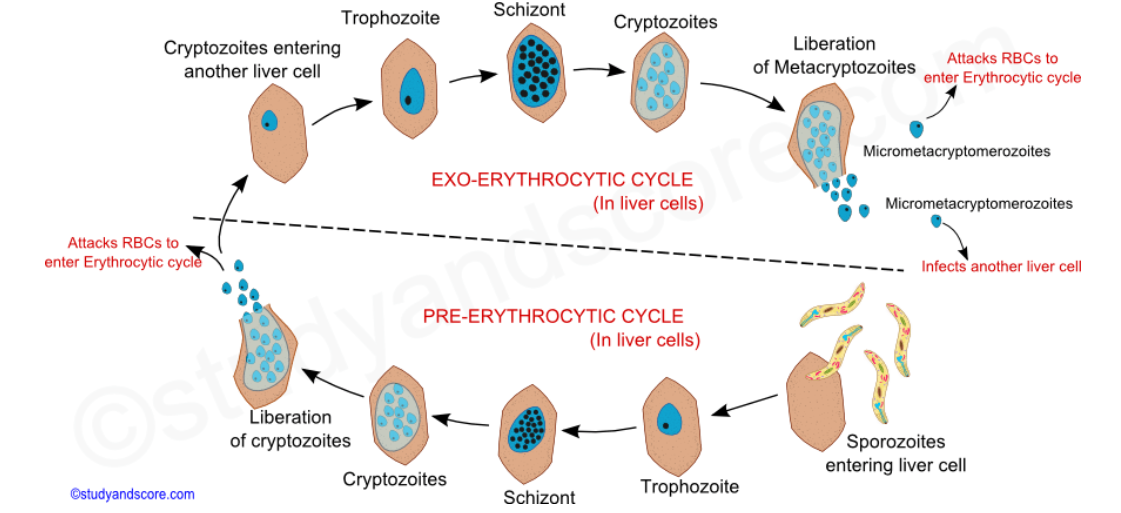 Schizont
Trophozoite
Cryptozoites
Cryptozoites entering
another liver cell
Liberation
of Metacryptozoites
Attacks RBCs to
enter Erythrocytic cycle
Micrometacryptomerozoites
EXO-ERYTHROCYTIC CYCLE
(In liver cells)
Micrometacryptomerozoites
Attacks RBCs to
enter Erythrocytic cycle
Infects another liver cell
PRE-ERYTHROCYTIC CYCLE
(In liver cells)
Liberation
of cryptozoites
Sporozoites
entering liver cell
Cryptozoites
Trophozoite
Schizont
©studyandscore.com
©studyandscore.com